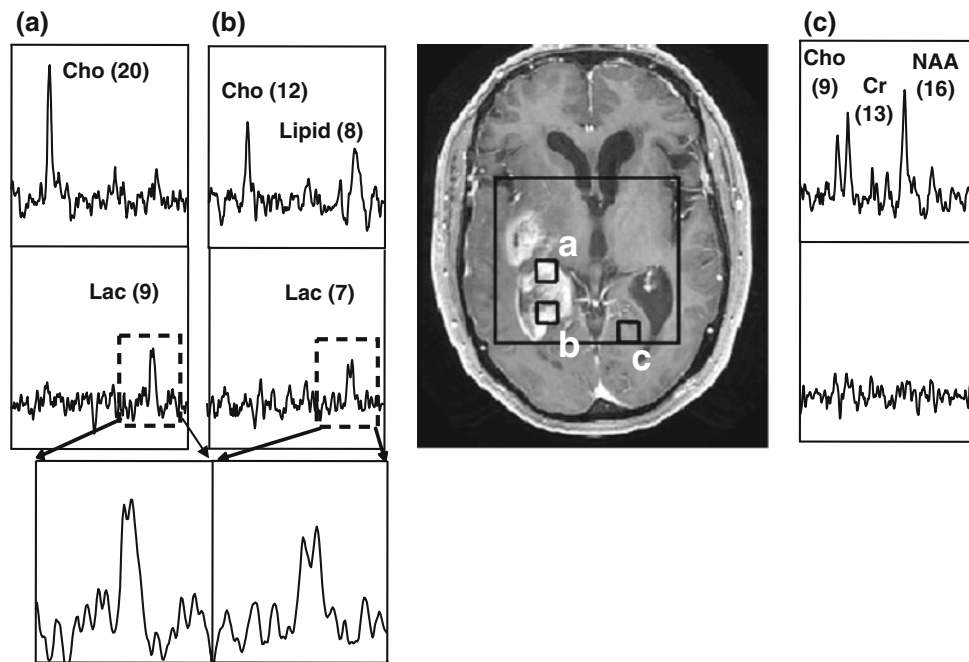 (a)
Cho (20)
Lac (9)
(b)
Cho (12)
Lipid (8)
Lac (7)
a
b
c
(c)
Cho
(9)
Cr
(13)
NAA
(16)